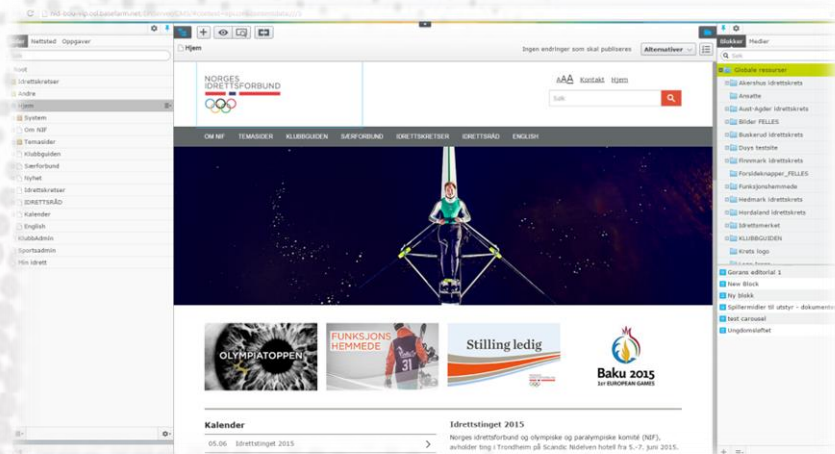 Nettsted Oppgaver
Root
Idrettskretser
Andre
Hjem
System
Om NIF
Temasider
Klubbguiden
Særforbund
Nyhet
Idrettskretser
IDRETTSRÅD
Kalender
English
KlubbAdmin
Sportsadmin
Min idrett
Hjem
Ingen endringer som skal publiseres
Alternativer
NORGES
IDRETTSFORBUND
AAA Kontakt Hjem
Søk
OM NIF TEMASIDER KLUBBGUIDEN SÆRFORBUND IDRETTSKRETSER IDRETTSRÅD ENGLISH
OLYMPIATOPPEN
FUNKSJONS
HEMMEDE
31
Stilling ledig
Baku 2015
1st EUROPEAN GAMES
Kalender
05.06 Idrettstinget 2015
Idrettstinget 2015
Norges idrettsforbund og olympiske og paralympiske komité (NIF),
avholder ting i Trondheim på Scandic Nidelven hotell fra 5.-7. juni 2015.
Blokker Medier
Søk
Globale ressurser
Akershus idrettskrets
Ansatte
Aust-Agder idrettskrets
Bilder FELLES
Buskerud idrettskrets
Duys testsite
Finnmark idrettskrets
Forsideknapper_FELLES
Funksjonshemmede
Hedmark idrettskrets
Hordaland idrettskrets
Idrettsmerket
KLUBBGUIDEN
Krets logo
Gorans editorial 1
New Block
Ny blokk
Spillermidler til utstyr - dokumenter
test carousel
Ungdomsløftet